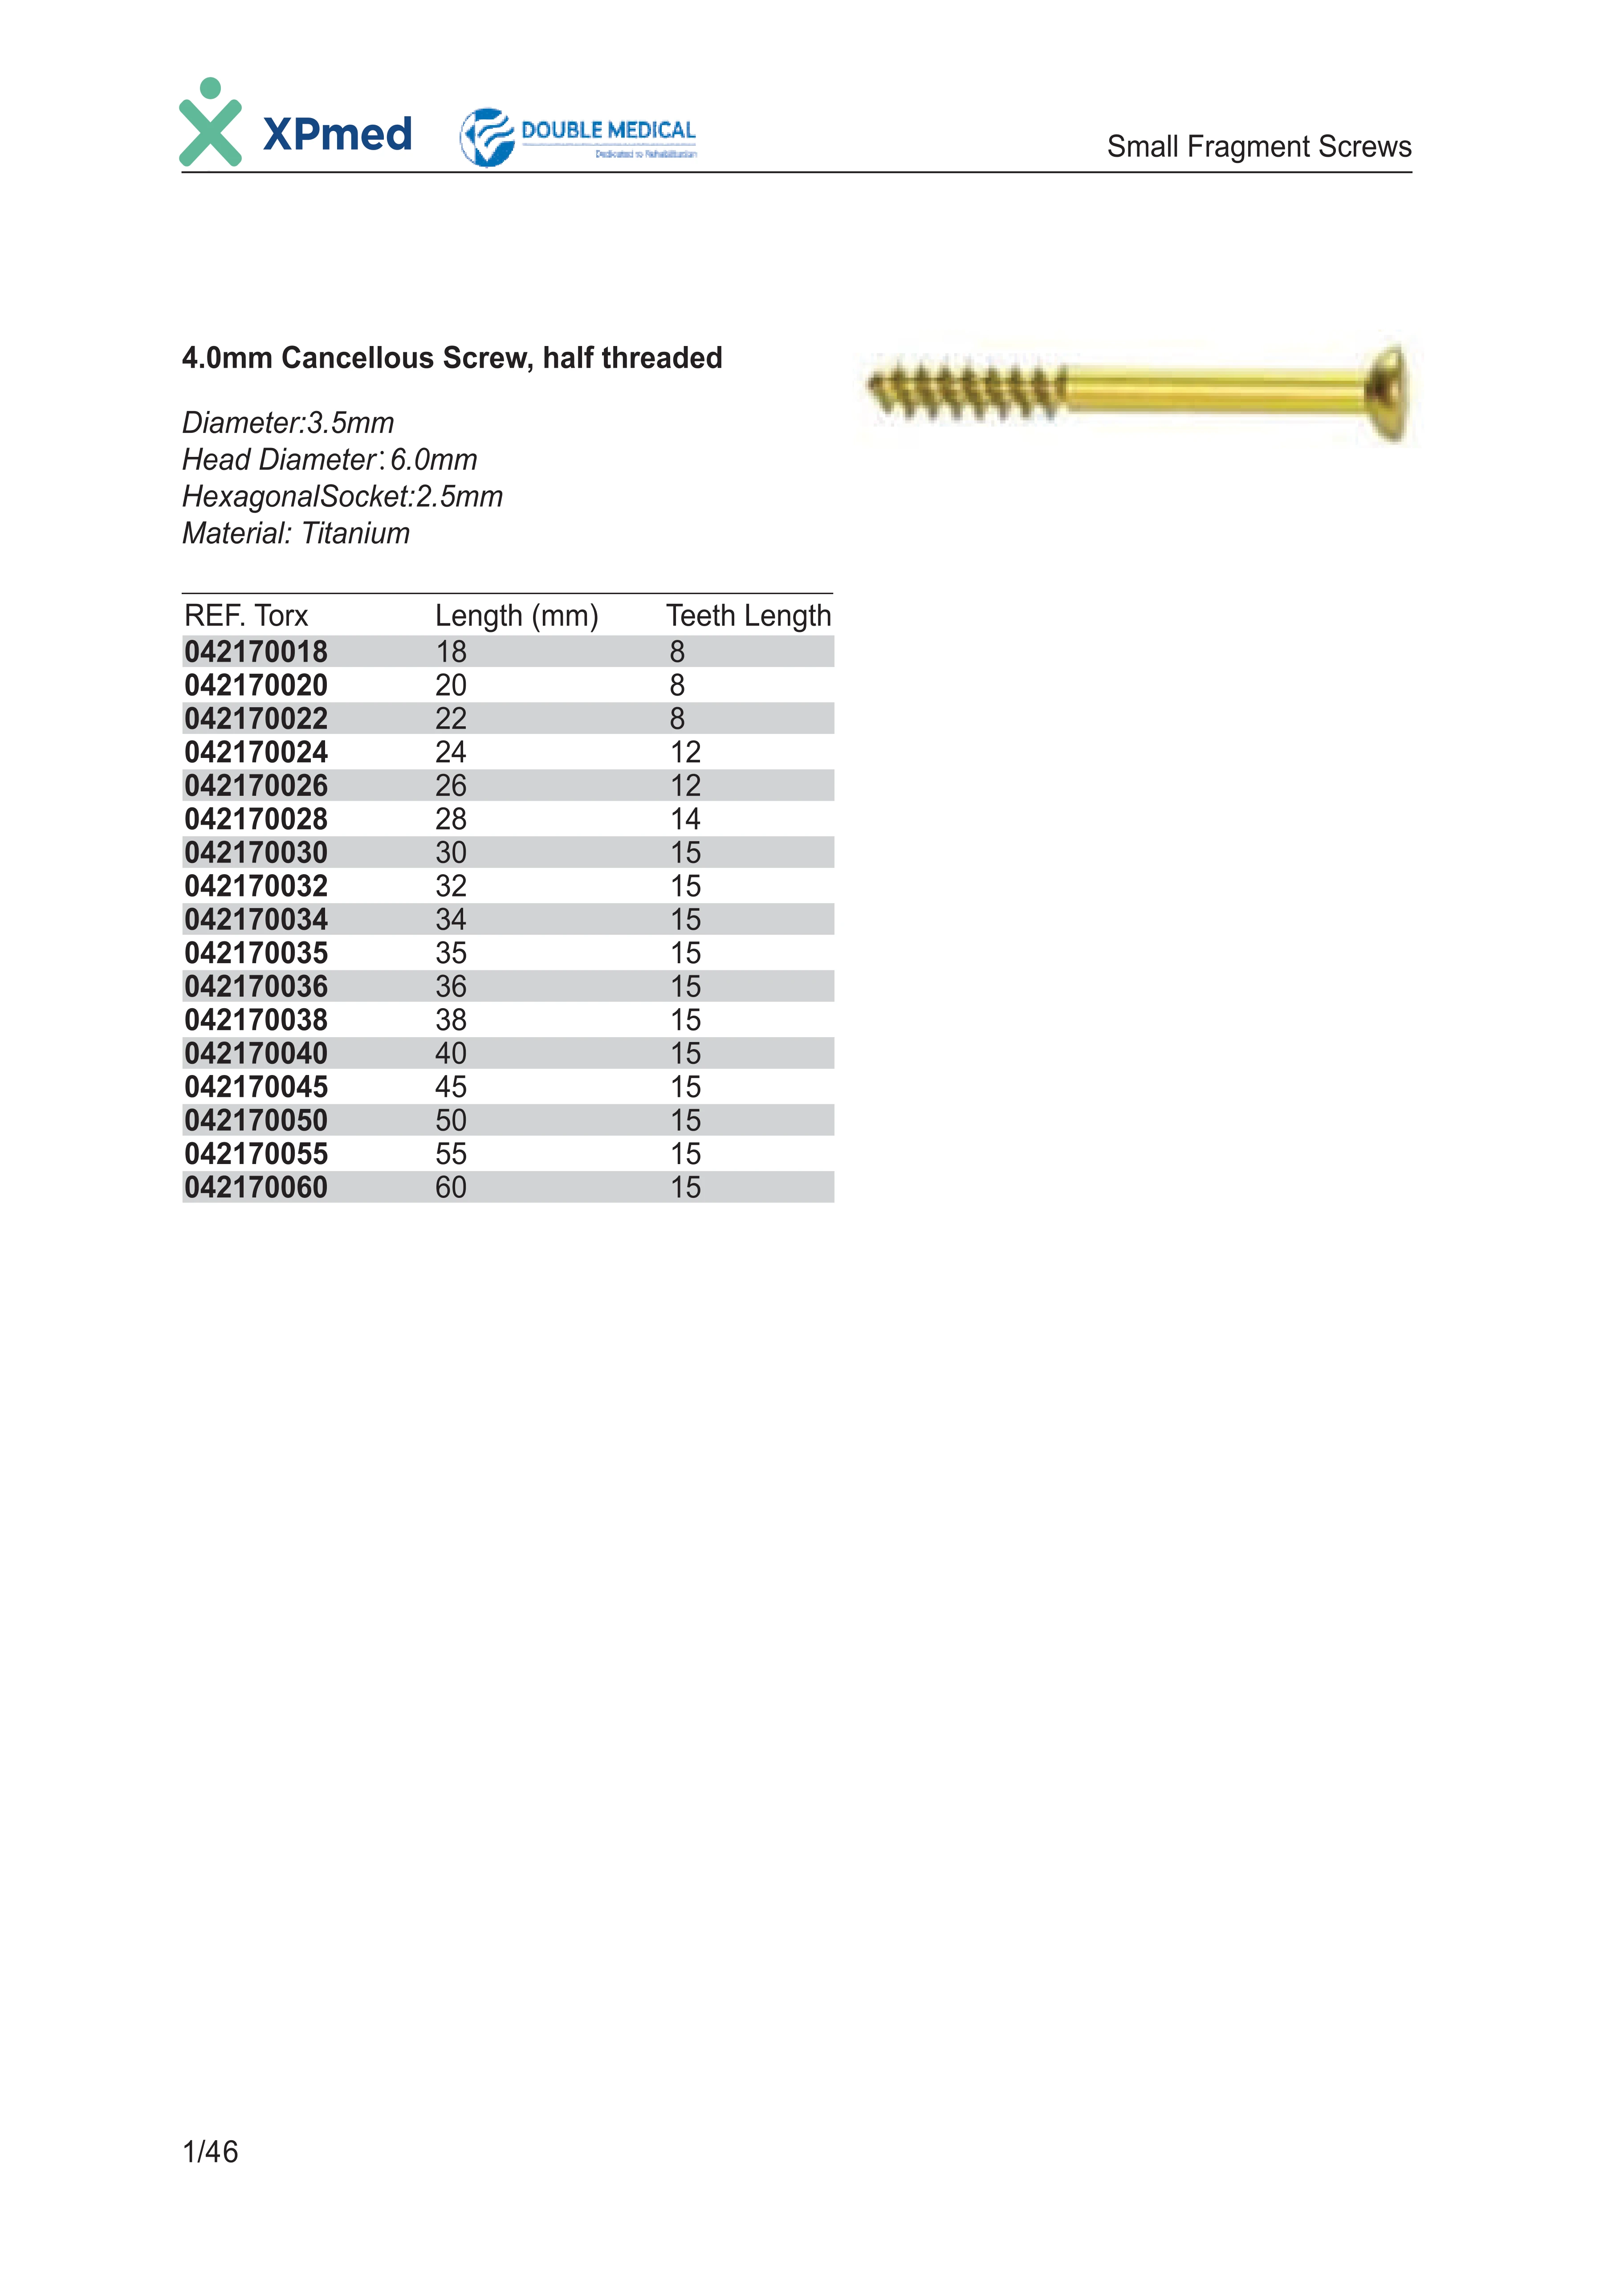 XPmed
DOUBLE MEDICAL
Dedicated to Rehabilitation
Small Fragment Screws
4.0mm Cancellous Screw, half threaded
Diameter:3.5mm
Head Diameter：6.0mm
HexagonalSocket:2.5mm
Material: Titanium
REF. Torx Length (mm) Teeth Length
042170018 18 8
042170020 20 8
042170022 22 8
042170024 24 12
042170026 26 12
042170028 28 14
042170030 30 15
042170032 32 15
042170034 34 15
042170035 35 15
042170036 36 15
042170038 38 15
042170040 40 15
042170045 45 15
042170050 50 15
042170055 55 15
042170060 60 15
1/46